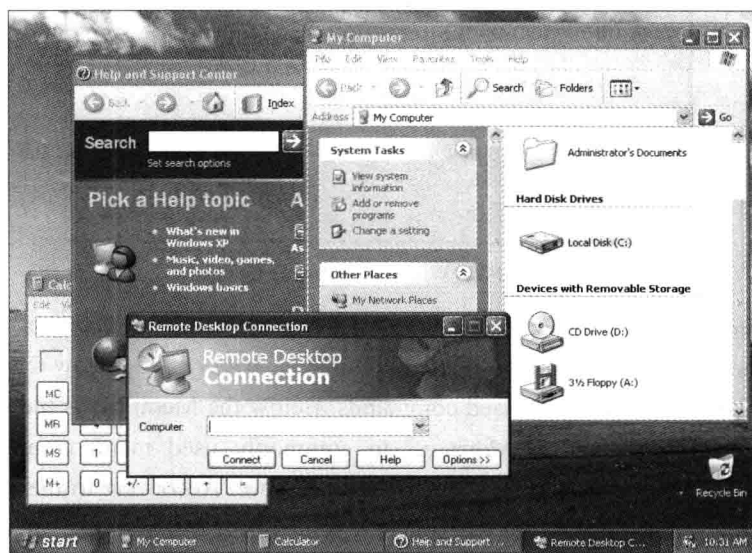 My Computer
File Edit View Favorites Tools Help
Back Search Folders
Address My Computer Go
System Tasks
View system information
Add or remove programs
Change a setting
Other Places
My Network Places
Administrator's Documents
Hard Disk Drives
Local Disk (C:)
Devices with Removable Storage
CD Drive (D:)
3½ Floppy (A:)
Help and Support Center
Back Index
Search
Set search options
Pick a Help topic A
• What's new in
Windows XP
• Music, video, games,
and photos
• Windows basics
Calc
Edit
MC
MR
MS 1
M+ 0 +/- . + =
Remote Desktop Connection
Remote Desktop
Connection
Computer:
Connect Cancel Help Options >>
Recycle Bin
start My Computer Calculator Help and Support ... Remote Desktop C... 10:31 AM